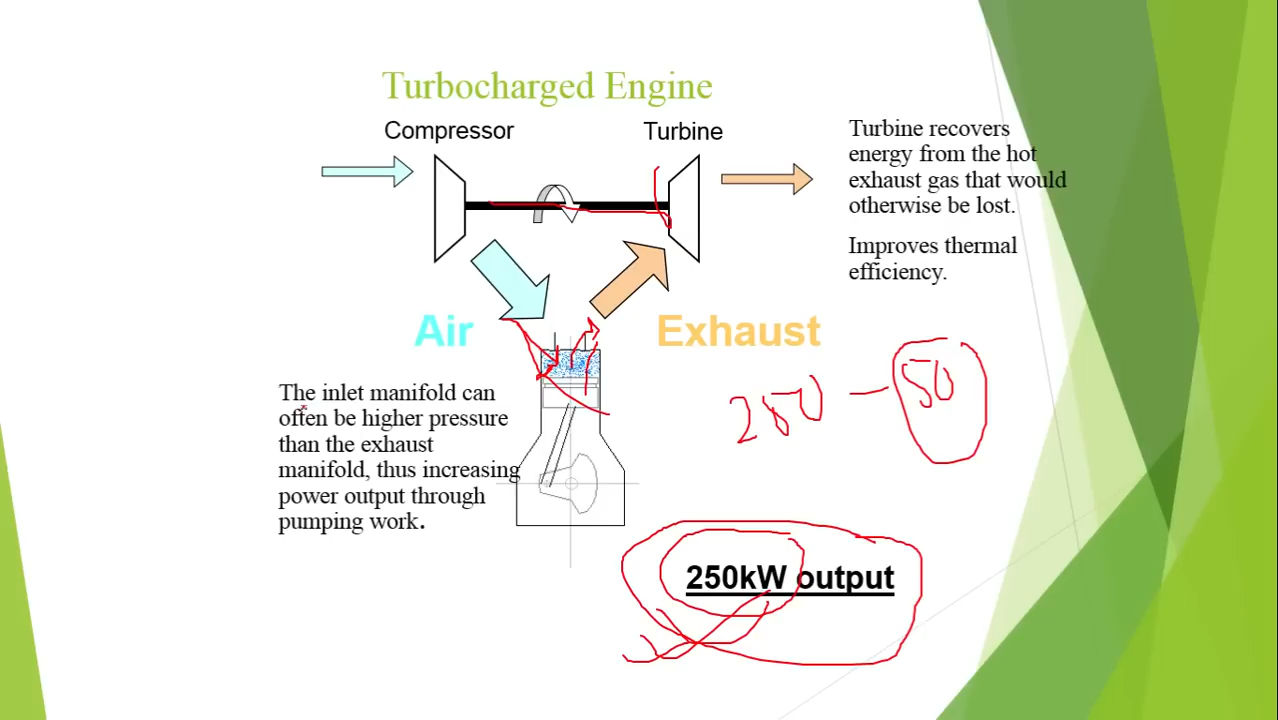 Turbocharged Engine
Compressor
Turbine
Turbine recovers
energy from the hot
exhaust gas that would
otherwise be lost.
Improves thermal
efficiency.
Air
Exhaust
The inlet manifold can
often be higher pressure
than the exhaust
manifold, thus increasing
power output through
pumping work.
250 - 50
250kW output